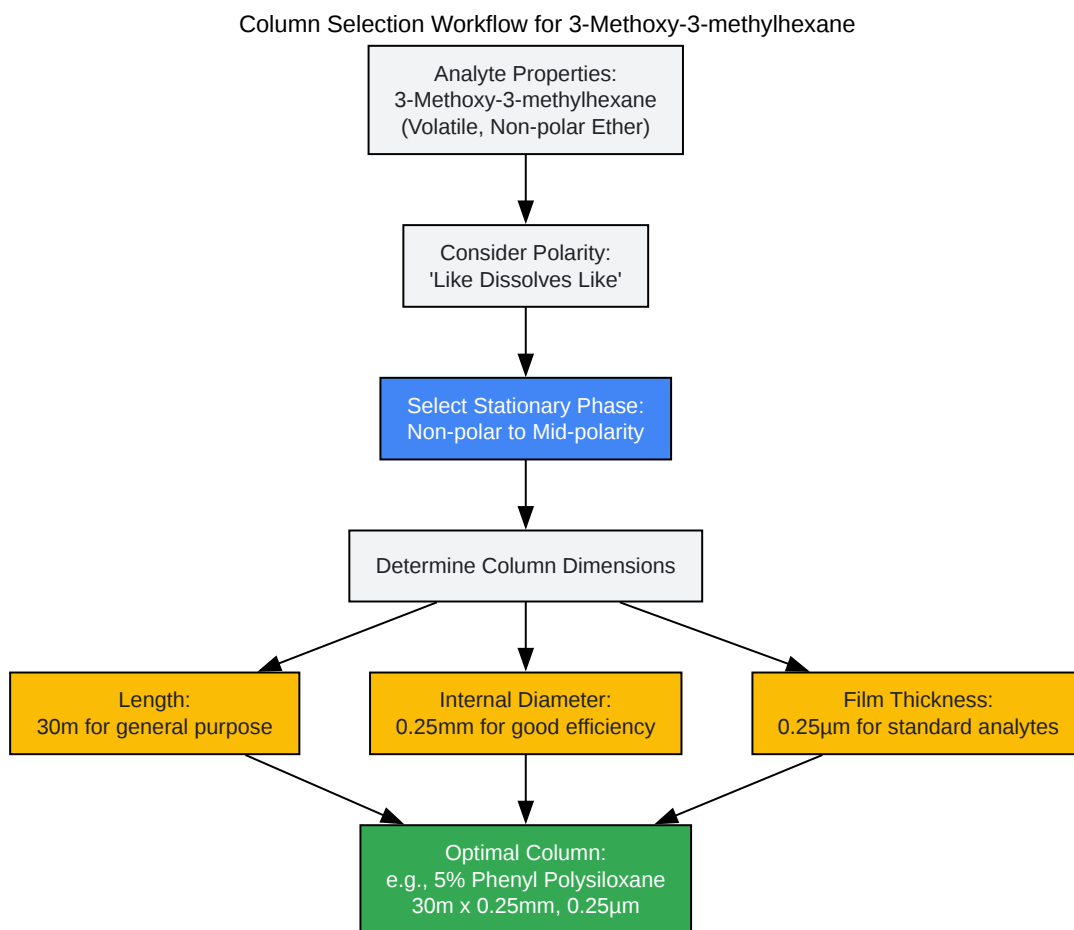 Column Selection Workflow for 3-Methoxy-3-methylhexane
Analyte Properties:
3-Methoxy-3-methylhexane
(Volatile, Non-polar Ether)
Consider Polarity:
'Like Dissolves Like'
Select Stationary Phase:
Non-polar to Mid-polarity
Determine Column Dimensions
Length:
30m for general purpose
Internal Diameter:
0.25mm for good efficiency
Film Thickness:
0.25µm for standard analytes
Optimal Column:
e.g., 5% Phenyl Polysiloxane
30m x 0.25mm, 0.25µm